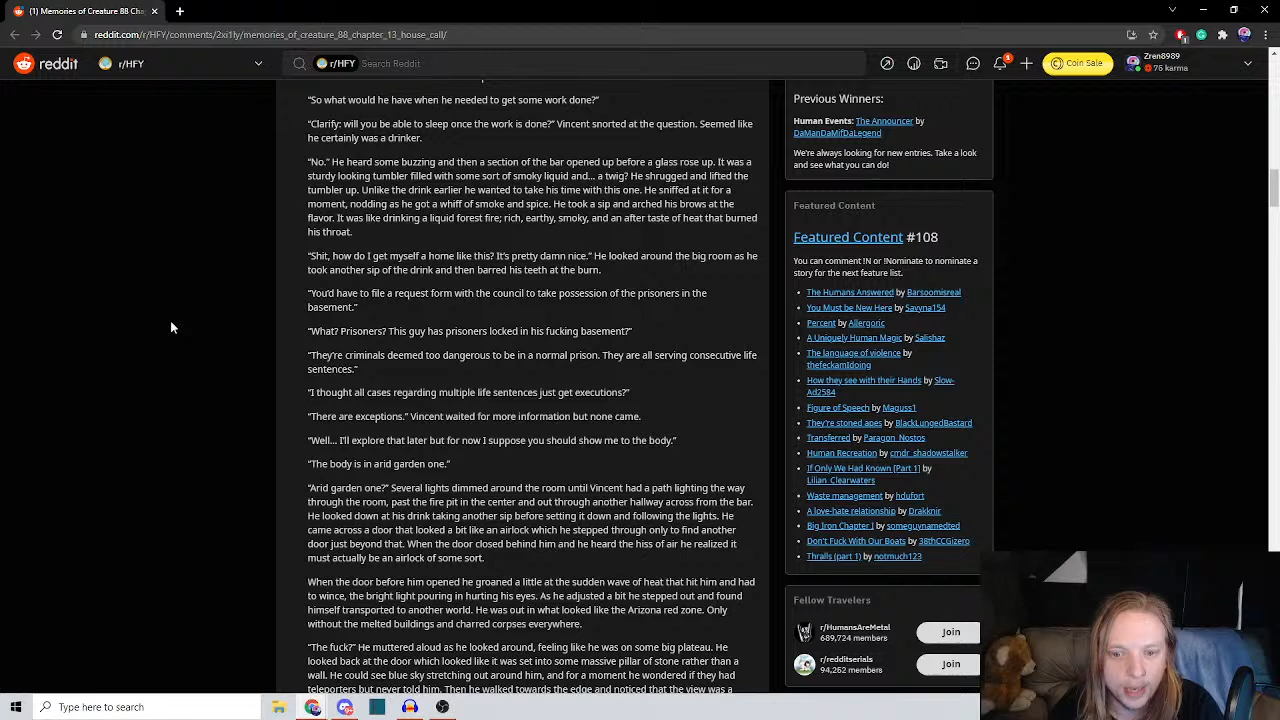 (1) Memories of Creature 88 Cha
reddit.com/r/HFY/comments/2xi1ly/memories_of_creature_88_chapter_13_house_call/
reddit
r/HFY
r/HFY
Search Reddit
1
Coin Sale
Zren8989
75 karma
“So what would he have when he needed to get some work done?”
“Clarify: will you be able to sleep once the work is done?” Vincent snorted at the question. Seemed like
he certainly was a drinker.
“No.” He heard some buzzing and then a section of the bar opened up before a glass rose up. It was a
sturdy looking tumbler filled with some sort of smoky liquid and... a twig? He shrugged and lifted the
tumbler up. Unlike the drink earlier he wanted to take his time with this one. He sniffed at it for a
moment, nodding as he got a whiff of smoke and spice. He took a sip and arched his brows at the
flavor. It was like drinking a liquid forest fire; rich, earthy, smoky, and an after taste of heat that burned
his throat.
“Shit, how do I get myself a home like this? It’s pretty damn nice.” He looked around the big room as he
took another sip of the drink and then barred his teeth at the burn.
“You’d have to file a request form with the council to take possession of the prisoners in the
basement.”
“What? Prisoners? This guy has prisoners locked in his fucking basement?”
“They’re criminals deemed too dangerous to be in a normal prison. They are all serving consecutive life
sentences.”
“I thought all cases regarding multiple life sentences just get executions?”
“There are exceptions.” Vincent waited for more information but none came.
“Well... I’ll explore that later but for now I suppose you should show me to the body.”
“The body is in arid garden one.”
“Arid garden one?” Several lights dimmed around the room until Vincent had a path lighting the way
through the room, past the fire pit in the center and out through another hallway across from the bar.
He looked down at his drink taking another sip before setting it down and following the lights. He
came across a door that looked a bit like an airlock which he stepped through only to find another
door just beyond that. When the door closed behind him and he heard the hiss of air he realized it
must actually be an airlock of some sort.
When the door before him opened he groaned a little at the sudden wave of heat that hit him and had
to wince, the bright light pouring in hurting his eyes. As he adjusted a bit he stepped out and found
himself transported to another world. He was out in what looked like the Arizona red zone. Only
without the melted buildings and charred corpses everywhere.
“The fuck?” He muttered aloud as he looked around, feeling like he was on some big plateau. He
looked back at the door which looked like it was set into some massive pillar of stone rather than a
wall. He could see blue sky stretching out around him, and for a moment he wondered if they had
teleporters but never told him. Then he walked towards the edge and noticed that the view was a
Previous Winners:
Human Events: The Announcer by
DaManDaMifDaLegend
We're always looking for new entries. Take a look
and see what you can do!
Featured Content
Featured Content #108
You can comment !N or !Nominate to nominate a
story for the next feature list.
The Humans Answered by Barsoomisreal
You Must be New Here by Savyna154
Percent by Allergoric
A Uniquely Human Magic by Salishaz
The language of violence by
thefeckamIdoing
How they see with their Hands by Slow-
Ad2584
Figure of Speech by Maguss1
They're stoned apes by BlackLungedBastard
Transferred by Paragon_Nostos
Human Recreation by cmdr_shadowstalker
If Only We Had Known [Part 1] by
Lilian_Clearwaters
Waste management by hdufort
A love-hate relationship by Drakknir
Big Iron Chapter I by someguynamedted
Don't Fuck With Our Boats by 38thCCGizero
Thralls (part 1) by notmuch123
Fellow Travelers
r/HumansAreMetal
689,724 members
Join
r/redditserials
94,262 members
Join
Type here to search